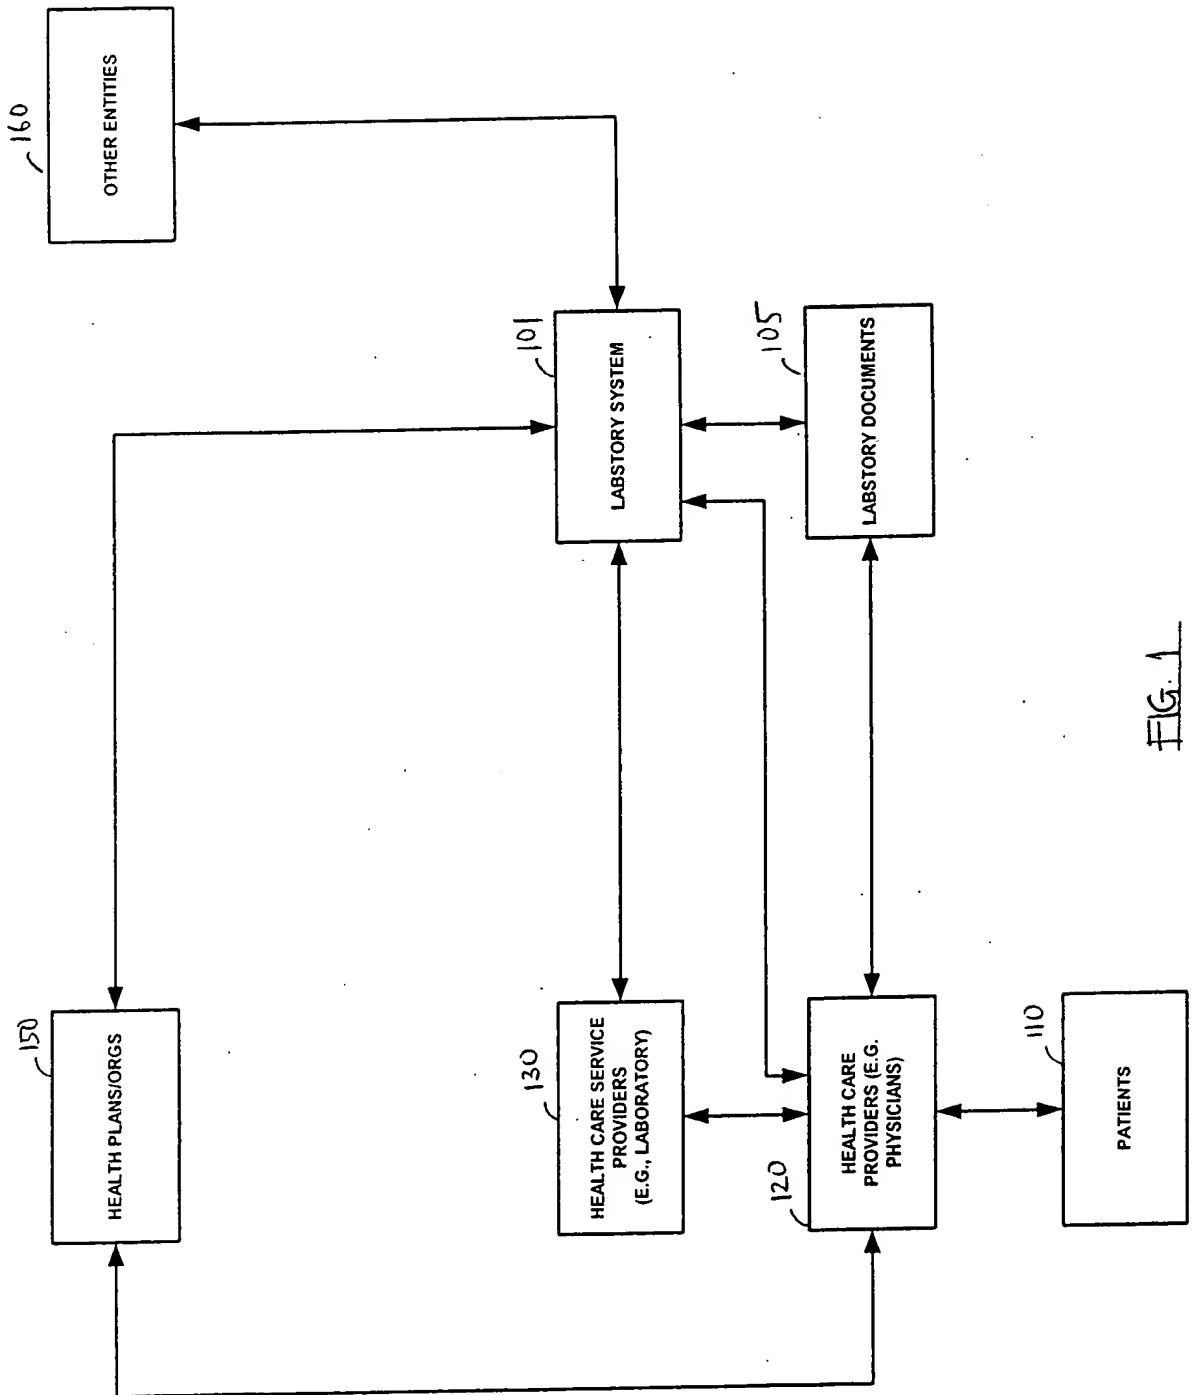 150
HEALTH PLANS/ORGS
160
OTHER ENTITIES
130
HEALTH CARE SERVICE
PROVIDERS
(E.G., LABORATORY)
101
LABSTORY SYSTEM
120
HEALTH CARE
PROVIDERS (E.G.
PHYSICIANS)
105
LABSTORY DOCUMENTS
110
PATIENTS
FIG. 1